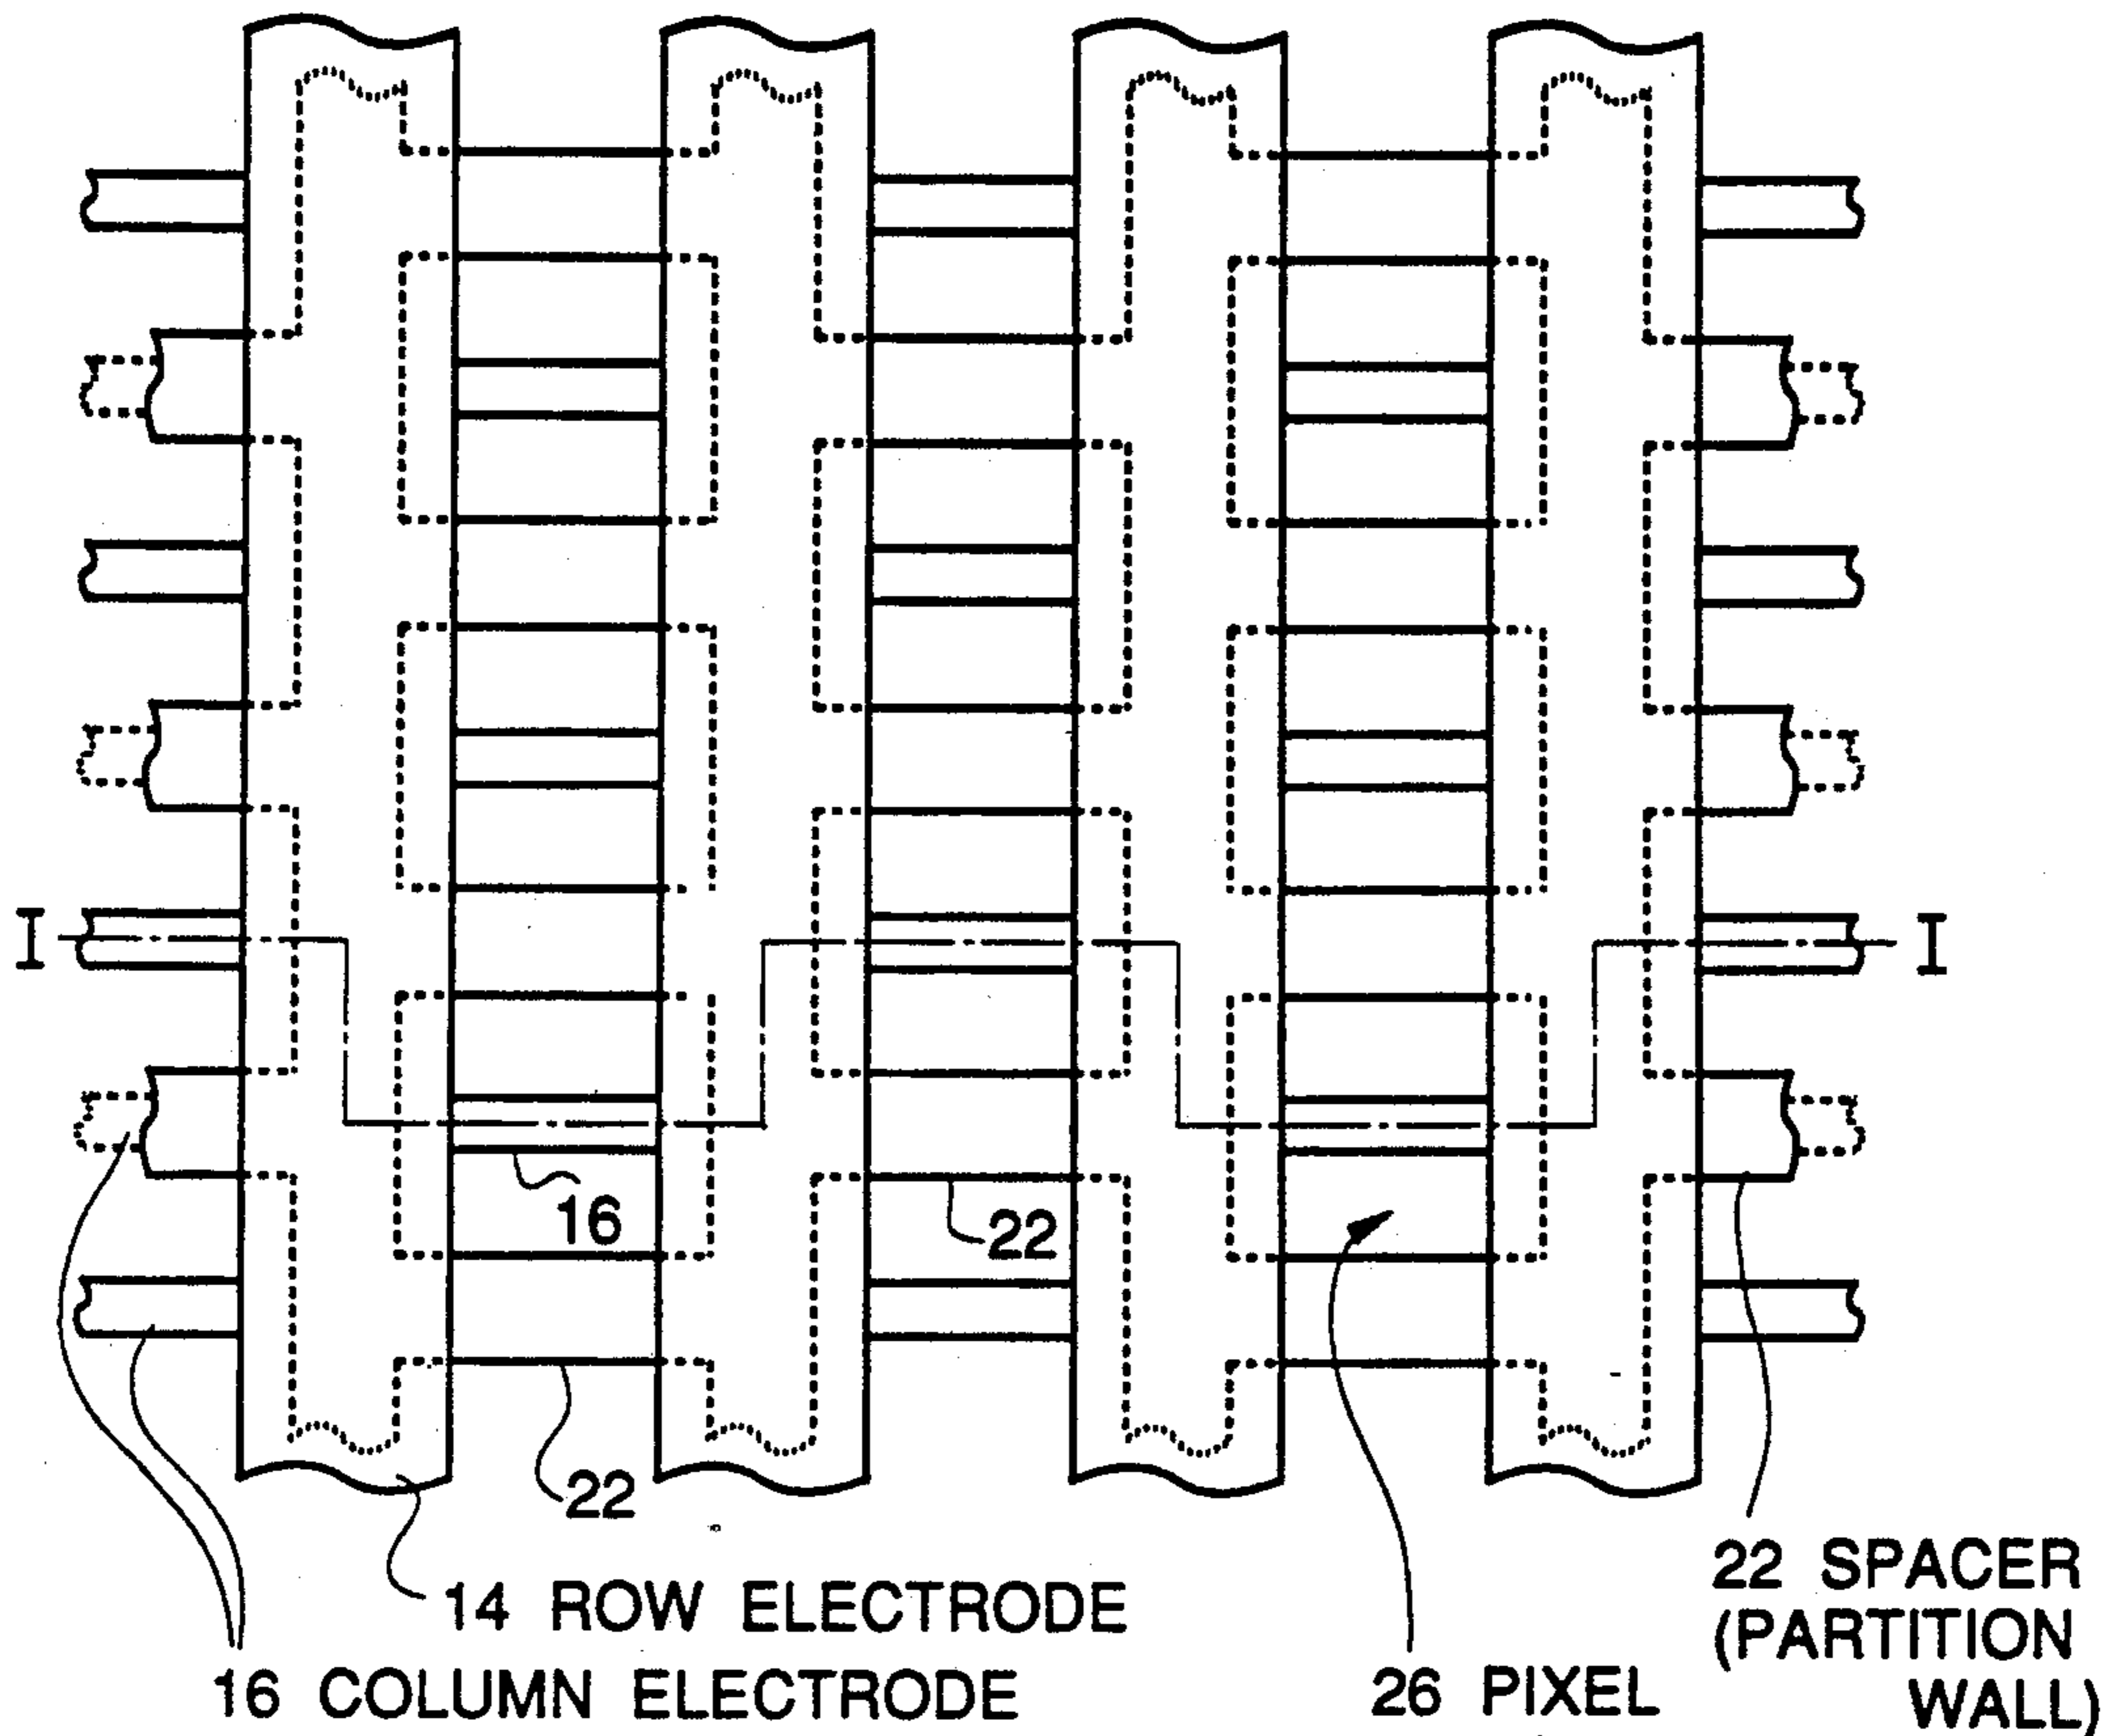 I
I
16
22
22
14 ROW ELECTRODE
16 COLUMN ELECTRODE
26 PIXEL
22 SPACER
(PARTITION
WALL)